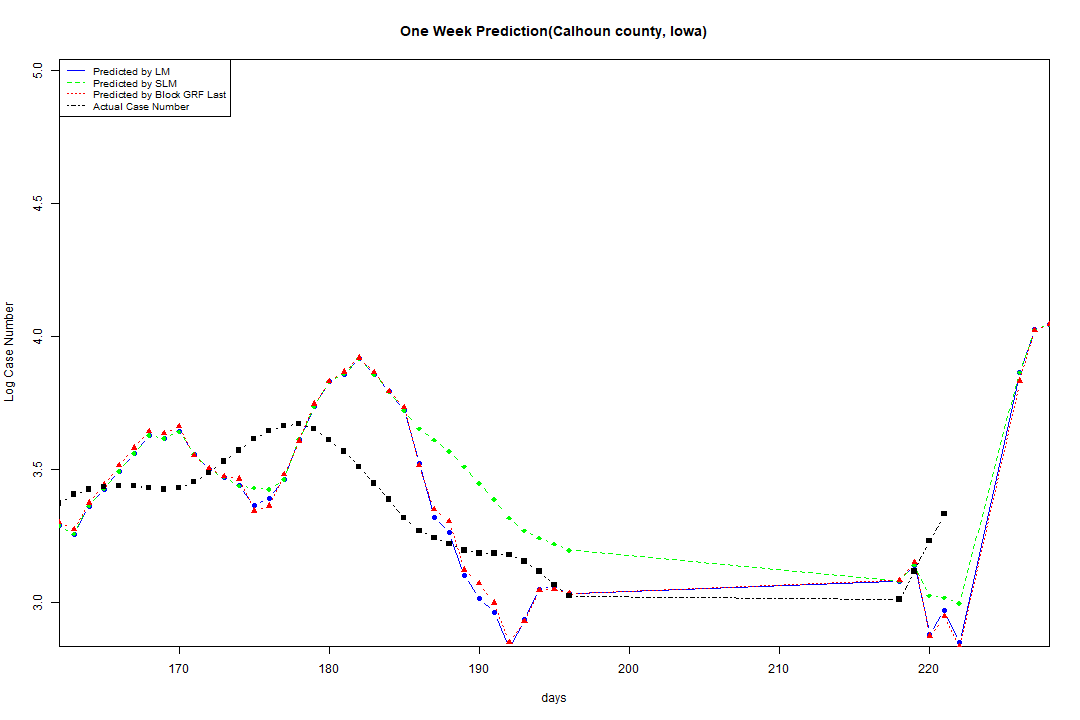 One Week Prediction(Calhoun county, Iowa)
Predicted by LM
Predicted by SLM
Predicted by Block GRF Last
Actual Case Number
Log Case Number
5.0
4.5
4.0
3.5
3.0
170 180 190 200 210 220
days